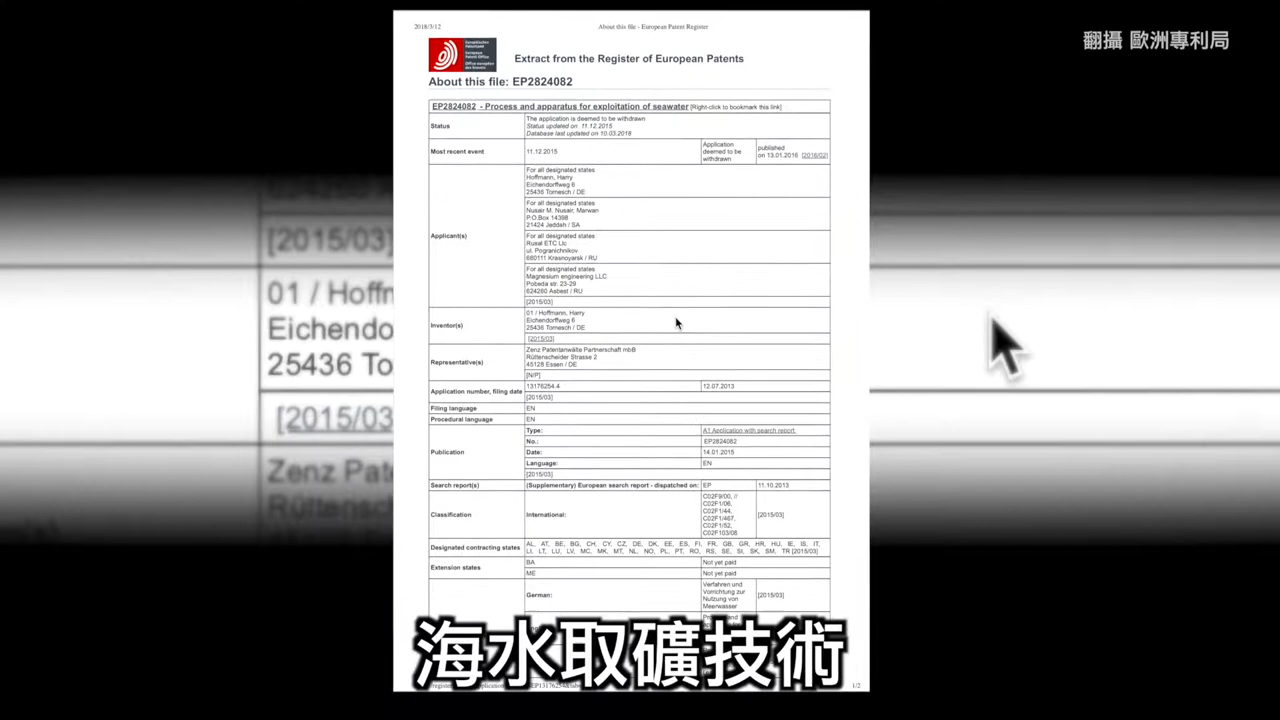 2018/3/12
About this file - European Patent Register
翻攝 歐洲專利局
Europäisches Patentamt
European Patent Office
Office européen des brevets
Extract from the Register of European Patents
About this file: EP2824082
EP2824082 - Process and apparatus for exploitation of seawater [Right-click to bookmark this link]
Status
The application is deemed to be withdrawn
Status updated on 11.12.2015
Database last updated on 10.03.2018
Most recent event
11.12.2015
Application deemed to be withdrawn
published on 13.01.2016 [2016/02]
Applicant(s)
For all designated states
Hoffmann, Harry
Eichendorffweg 6
25436 Tornesch / DE
For all designated states
Nusair M. Nusair, Marwan
P.O.Box 14398
21424 Jeddah / SA
For all designated states
Rusal ETC Llc
ul. Pogranichnikov
680111 Krasnoyarsk / RU
For all designated states
Magnesium engineering LLC
Pobeda str. 23-29
624260 Asbest / RU
[2015/03]
Inventor(s)
01 / Hoffmann, Harry
Eichendorffweg 6
25436 Tornesch / DE
[2015/03]
Representative(s)
Zenz Patentanwälte Partnerschaft mbB
Rüttenscheider Strasse 2
45128 Essen / DE
[N/P]
Application number, filing date
13176254.4
12.07.2013
[2015/03]
Filing language
EN
Procedural language
EN
Publication
Type:
A1 Application with search report
No.:
EP2824082
Date:
14.01.2015
Language:
EN
[2015/03]
Search report(s)
(Supplementary) European search report - dispatched on:
EP
11.10.2013
Classification
International:
C02F9/00, //
C02F1/06,
C02F1/44,
C02F1/467,
C02F1/52,
C02F103/08
[2015/03]
Designated contracting states
AL, AT, BE, BG, CH, CY, CZ, DE, DK, EE, ES, FI, FR, GB, GR, HR, HU, IE, IS, IT,
LI, LT, LU, LV, MC, MK, MT, NL, NO, PL, PT, RO, RS, SE, SI, SK, SM, TR [2015/03]
Extension states
BA
Not yet paid
ME
Not yet paid
German:
Verfahren und
Vorrichtung zur
Nutzung von
Meerwasser
[2015/03]
海水取礦技術
1/2